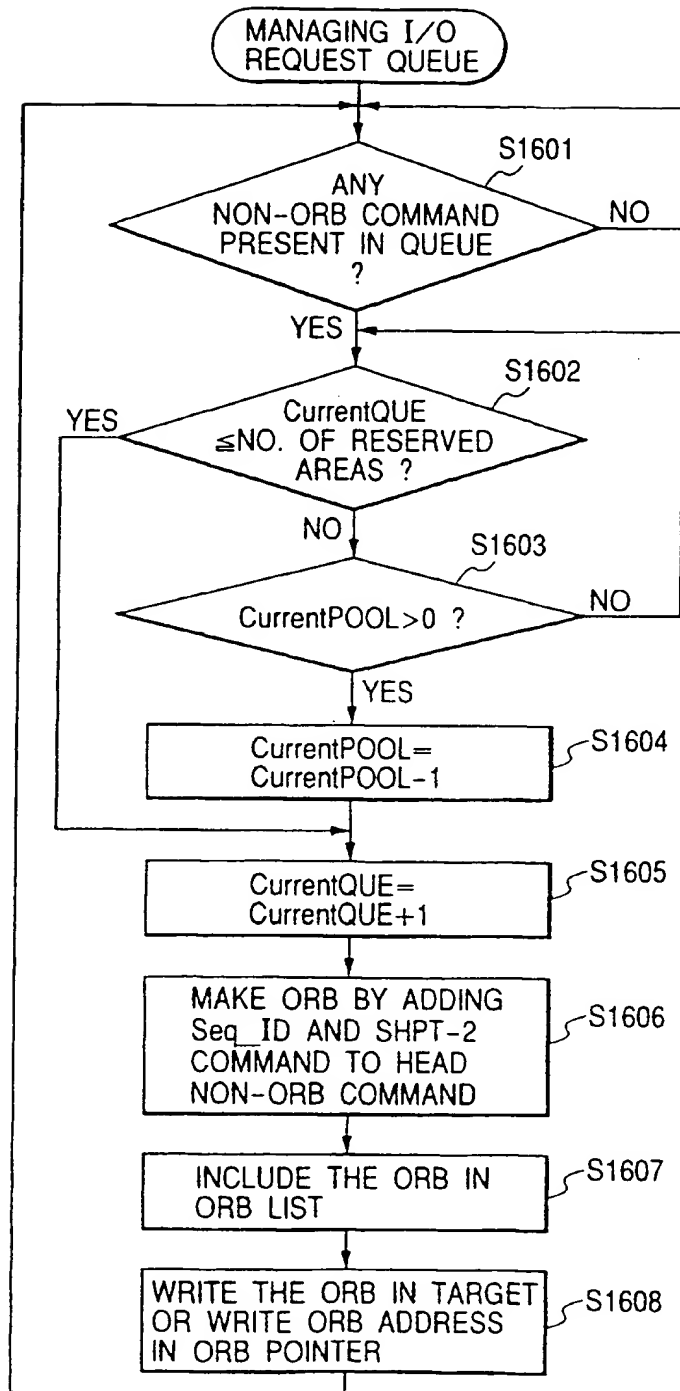 MANAGING I/O
REQUEST QUEUE
S1601
ANY
NON-ORB COMMAND
PRESENT IN QUEUE
?
NO
YES
S1602
YES
CurrentQUE
≦NO. OF RESERVED
AREAS ?
NO
S1603
CurrentPOOL>0 ?
NO
YES
CurrentPOOL=
CurrentPOOL-1
S1604
CurrentQUE=
CurrentQUE+1
S1605
MAKE ORB BY ADDING
Seq_ID AND SHPT-2
COMMAND TO HEAD
NON-ORB COMMAND
S1606
INCLUDE THE ORB IN
ORB LIST
S1607
WRITE THE ORB IN TARGET
OR WRITE ORB ADDRESS
IN ORB POINTER
S1608